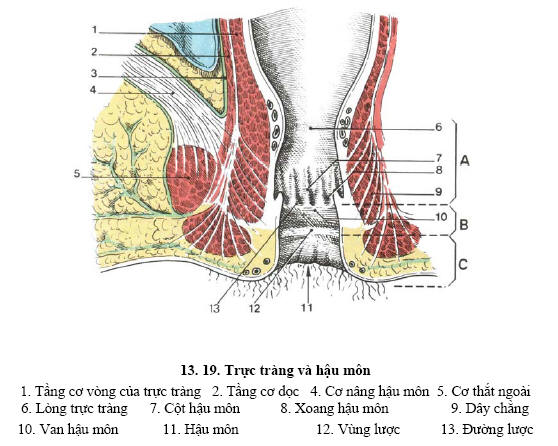 1
2
3
4
5
6
7
8
9
10
A
B
C
13
12
11
13. 19. Trực tràng và hậu môn
1. Tầng cơ vòng của trực tràng 2. Tầng cơ dọc 4. Cơ nâng hậu môn 5. Cơ thắt ngoài
6. Lòng trực tràng 7. Cột hậu môn 8. Xoang hậu môn 9. Dây chằng
10. Van hậu môn 11. Hậu môn 12. Vùng lược 13. Đường lược